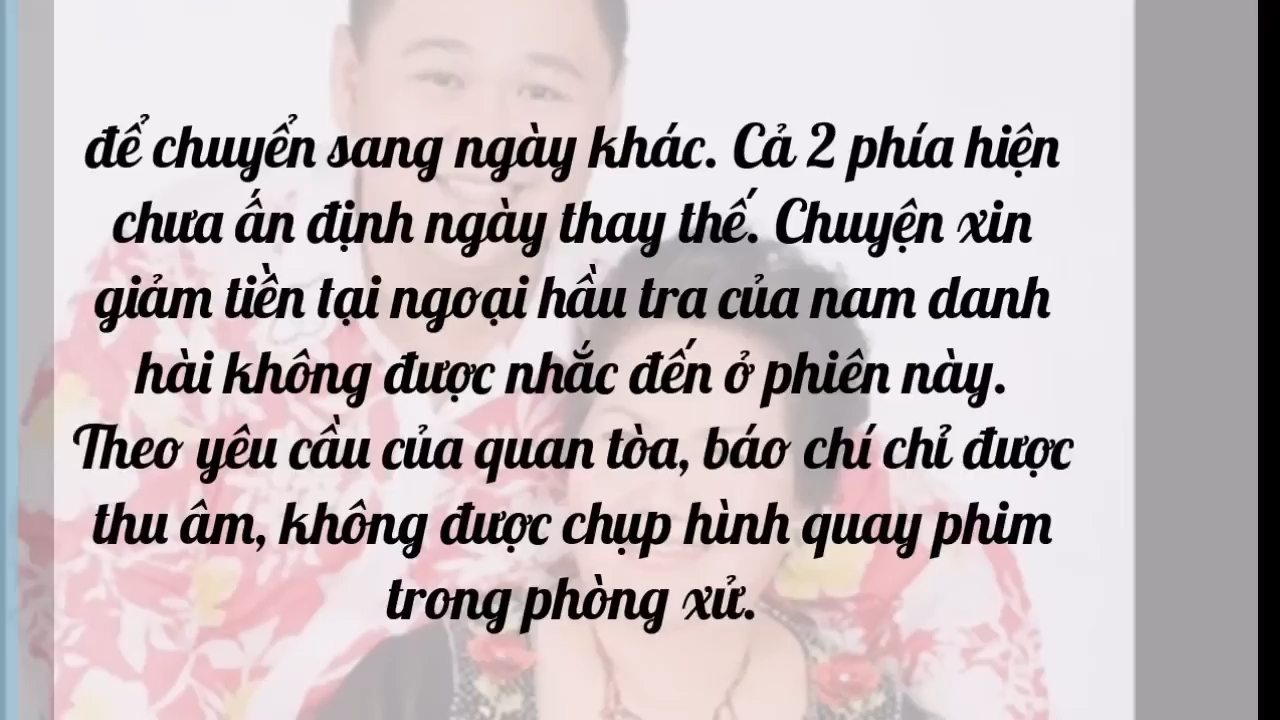 để chuyển sang ngày khác. Cả 2 phía hiện
chưa ấn định ngày thay thế. Chuyện xin
giảm tiền tại ngoại hầu tra của nam danh
hài không được nhắc đến ở phiên này.
Theo yêu cầu của quan tòa, báo chí chỉ được
thu âm, không được chụp hình quay phim
trong phòng xử.